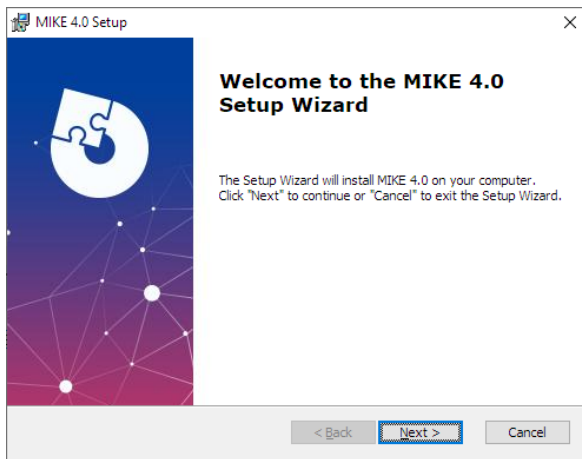 MIKE 4.0 Setup
Welcome to the MIKE 4.0
Setup Wizard
The Setup Wizard will install MIKE 4.0 on your computer.
Click "Next" to continue or "Cancel" to exit the Setup Wizard.
< Back
Next >
Cancel